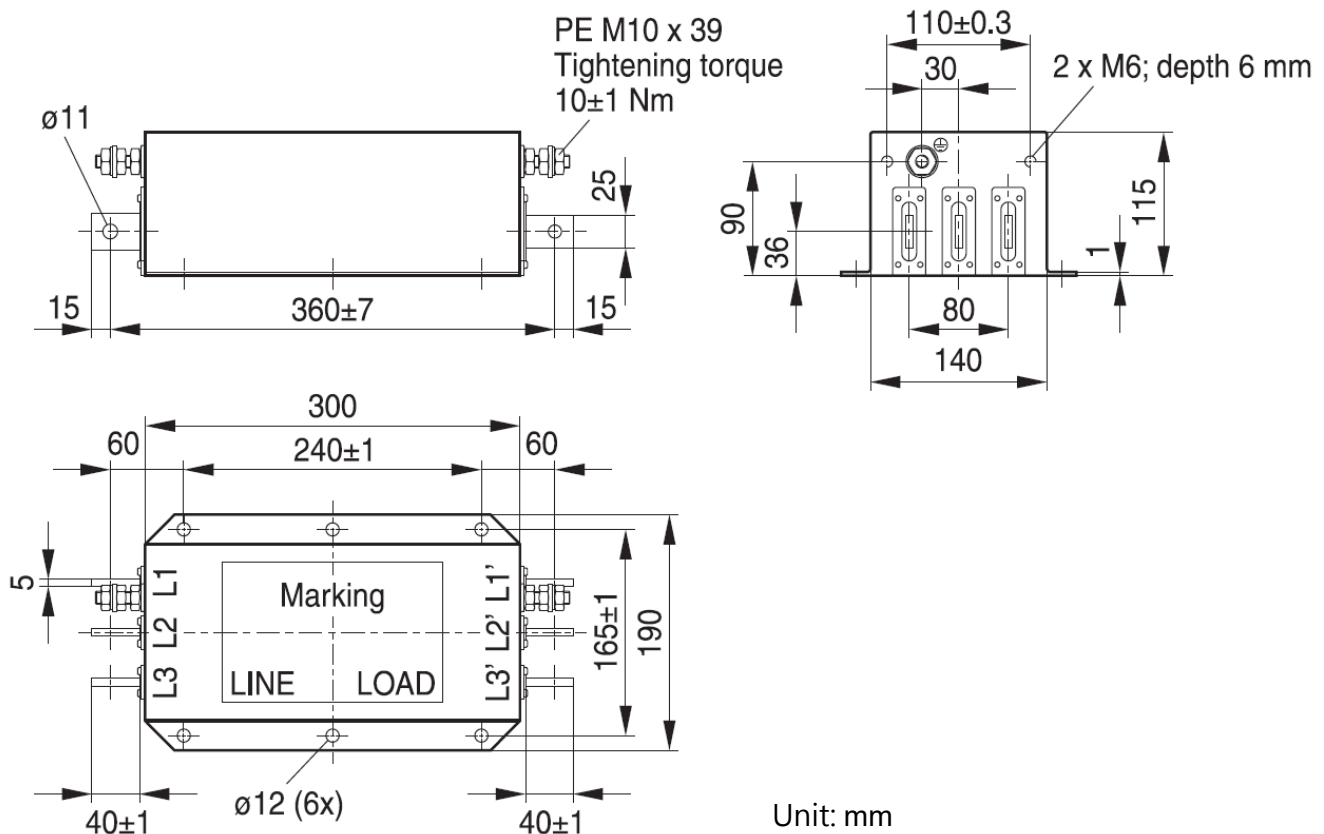 PE M10 x 39
Tightening torque
10±1 Nm
ø11
25
15
360±7
15
110±0.3
30
2 x M6; depth 6 mm
90
36
115
1
80
140
300
60
240±1
60
5
L1
L2
L3
Marking
LINE LOAD
L1'
L2'
L3'
165±1
190
40±1
ø12 (6x)
40±1
Unit: mm